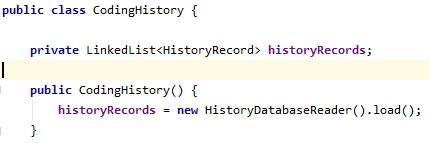 public class CodingHistory {
private LinkedList<HistoryRecord> historyRecords;
public CodingHistory() {
historyRecords = new HistoryDatabaseReader().load();
}